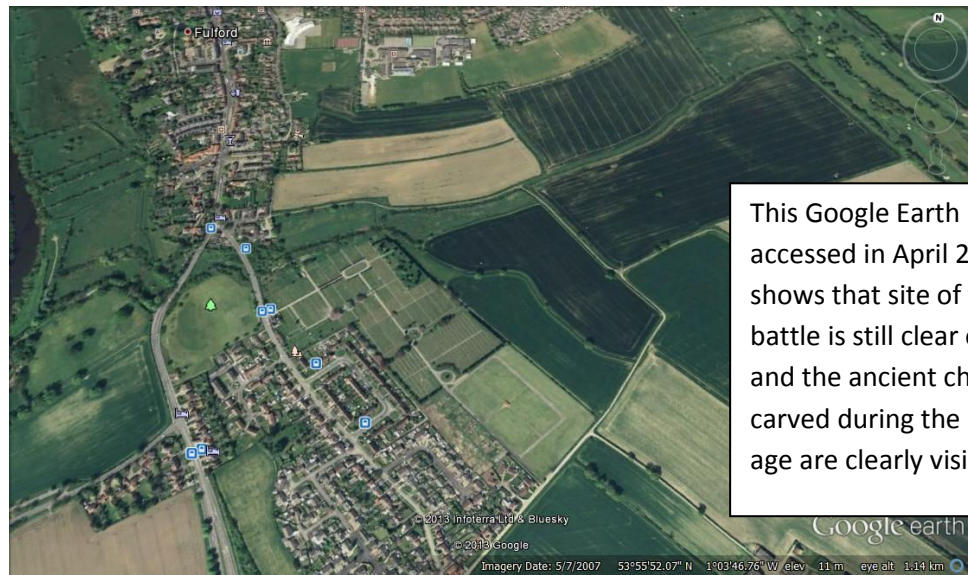 Fulford
N
This Google Earth
accessed in April 2
shows that site of
battle is still clear
and the ancient ch
carved during the
age are clearly visi
© 2013 Infoterra Ltd & Bluesky
© 2013 Google
Google earth
Imagery Date: 5/7/2007 53°55'52.07" N 1°03'46.76" W elev 11 m eye alt 1.14 km